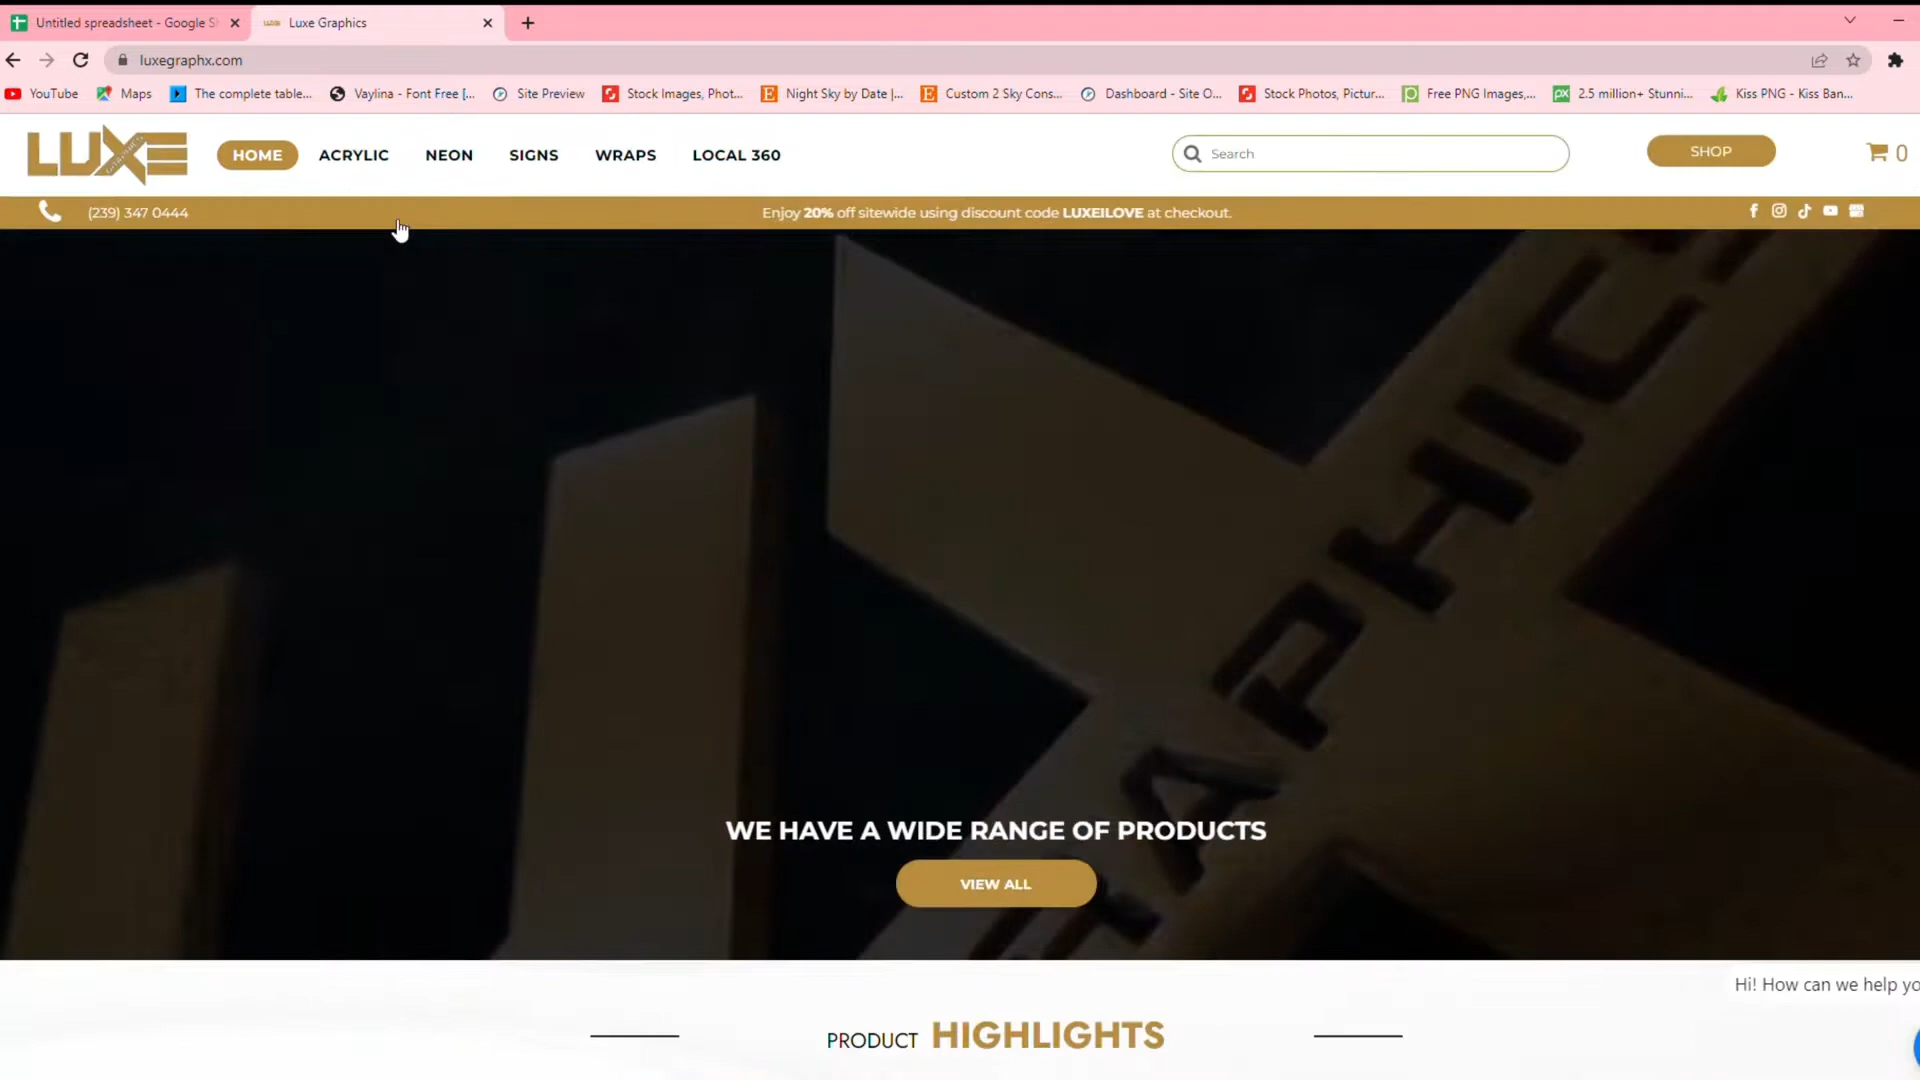 Untitled spreadsheet - Google S
Luxe Graphics
luxegraphx.com
YouTube
Maps
The complete table...
Vaylina - Font Free [...
Site Preview
Stock Images, Phot...
Night Sky by Date |...
Custom 2 Sky Cons...
Dashboard - Site O...
Stock Photos, Pictur...
Free PNG Images,...
2.5 million+ Stunni...
Kiss PNG - Kiss Ban...
LUXE
HOME
ACRYLIC
NEON
SIGNS
WRAPS
LOCAL 360
Search
SHOP
0
(239) 347 0444
Enjoy 20% off sitewide using discount code LUXEILOVE at checkout.
GRAPHICS
WE HAVE A WIDE RANGE OF PRODUCTS
VIEW ALL
Hi! How can we help yo
PRODUCT HIGHLIGHTS